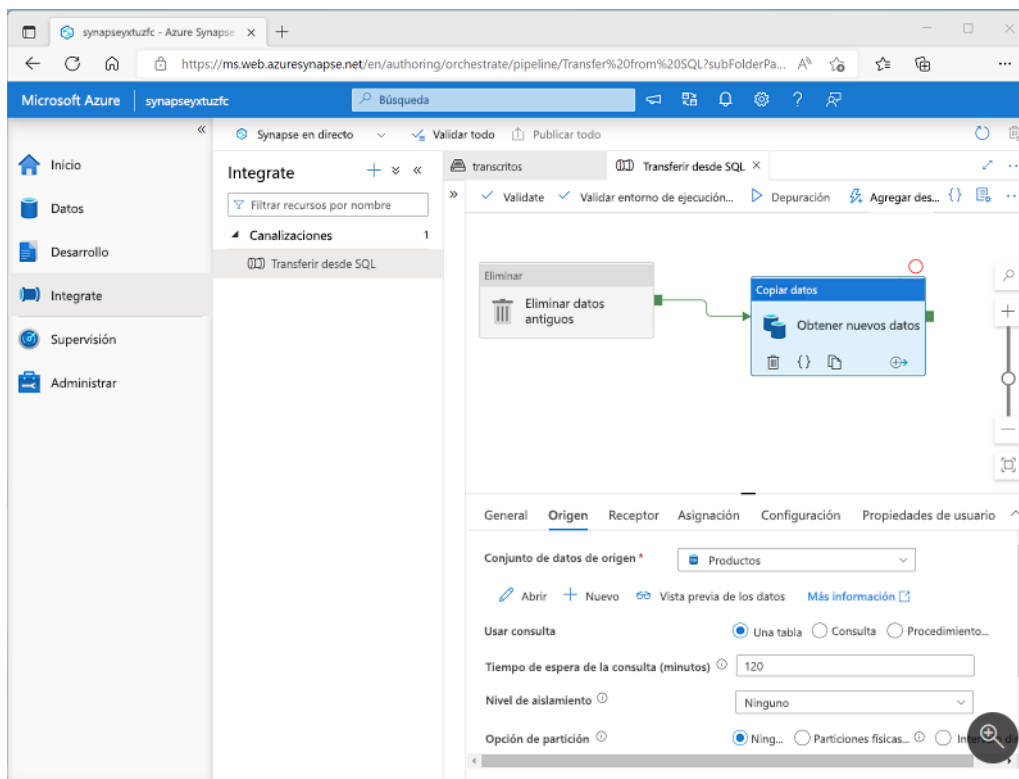 synapseyxtuzfc - Azure Synapse
https://ms.web.azuresynapse.net/en/authoring/orchestrate/pipeline/Transfer%20from%20SQL?subFolderPa...
Microsoft Azure synapseyxtuzfc Búsqueda
Synapse en directo Validar todo Publicar todo
Inicio
Datos
Desarrollo
Integrate
Supervisión
Administrar
Integrate
Filtrar recursos por nombre
Canalizaciones 1
Transferir desde SQL
transcritos Transferir desde SQL
Validate Validar entorno de ejecución... Depuración Agregar des...
Eliminar
Eliminar datos
antiguos
Copiar datos
Obtener nuevos datos
General Origen Receptor Asignación Configuración Propiedades de usuario
Conjunto de datos de origen * Productos
Abrir Nuevo Vista previa de los datos Más información
Usar consulta Una tabla Consulta Procedimiento...
Tiempo de espera de la consulta (minutos) 120
Nivel de aislamiento Ninguno
Opción de partición Ning... Particiones físicas...